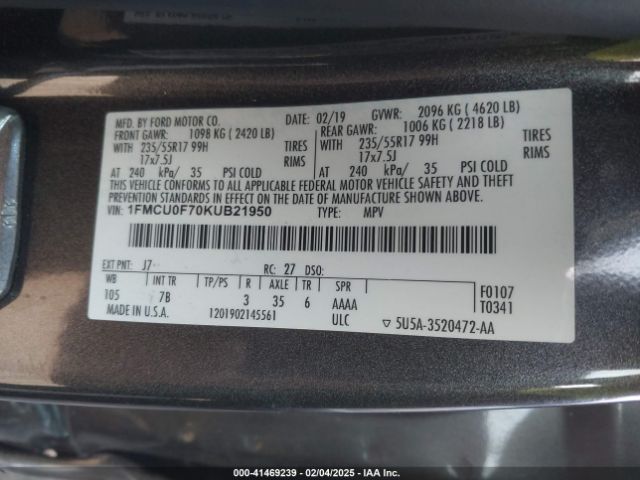 MFD. BY FORD MOTOR CO. DATE: 02/19 GVWR: 2096 KG ( 4620 LB)
FRONT GAWR: 1098 KG ( 2420 LB) REAR GAWR: 1006 KG ( 2218 LB)
WITH 235/55R17 99H TIRES WITH 235/55R17 99H TIRES
17x7.5J RIMS 17x7.5J RIMS
AT 240 kPa/ 35 PSI COLD AT 240 kPa/ 35 PSI COLD
THIS VEHICLE CONFORMS TO ALL APPLICABLE FEDERAL MOTOR VEHICLE SAFETY AND THEFT
PREVENTION STANDARDS IN EFFECT ON THE DATE OF MANUFACTURE SHOWN ABOVE.
VIN: 1FMCU0F70KUB21950 TYPE: MPV
EXT PNT: J7 RC: 27 DSO:
WB INT TR TP/PS R AXLE TR SPR F0107
105 7B 3 35 6 AAAA T0341
MADE IN U.S.A. 1201902145561 ULC ▽ 5U5A-3520472-AA
000-41469239 - 02/04/2025 - IAA Inc.